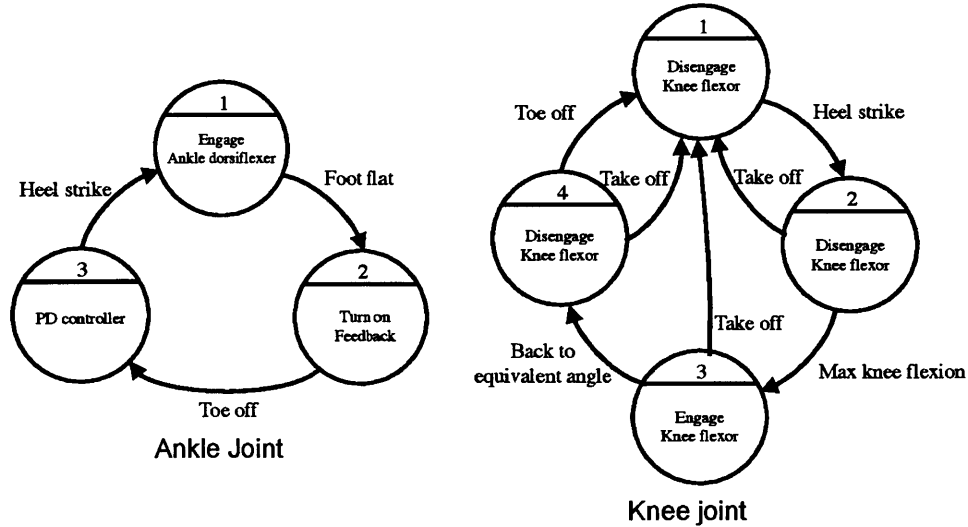 1
Engage
Ankle dorsiflexer
Heel strike
Foot flat
3
PD controller
2
Turn on
Feedback
Toe off
Ankle Joint
1
Disengage
Knee flexor
Toe off
Heel strike
Take off
Take off
4
Disengage
Knee flexor
2
Disengage
Knee flexor
Take off
Back to
equivalent angle
Max knee flexion
3
Engage
Knee flexor
Knee joint